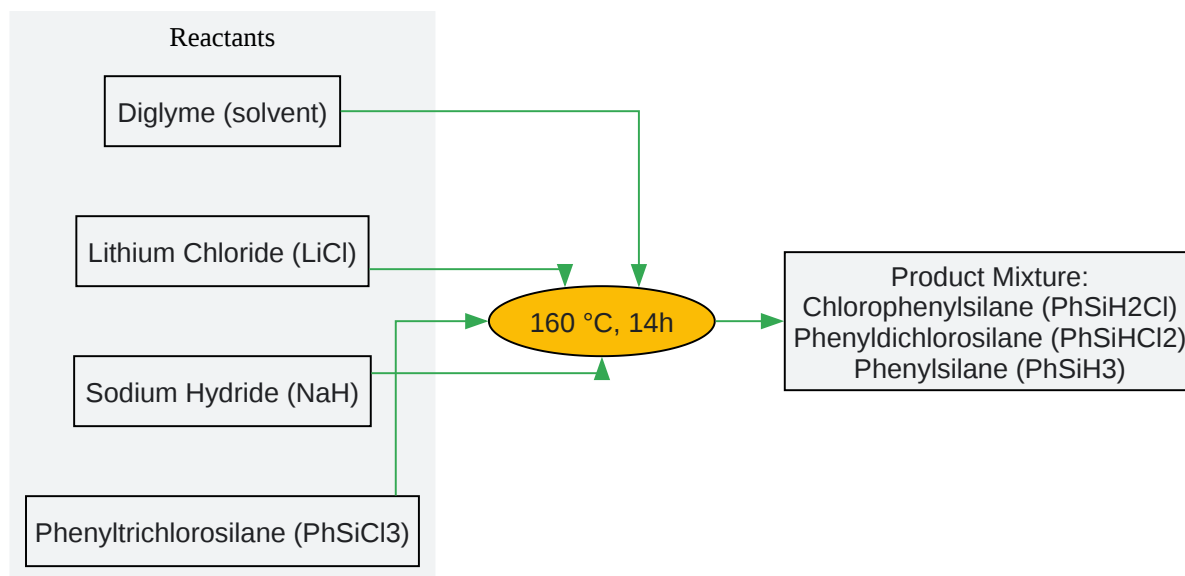 Reactants
Diglyme (solvent)
Lithium Chloride (LiCl)
Sodium Hydride (NaH)
Phenyltrichlorosilane (PhSiCl3)
160 °C, 14h
Product Mixture:
Chlorophenylsilane (PhSiH2Cl)
Phenyldichlorosilane (PhSiHCl2)
Phenylsilane (PhSiH3)